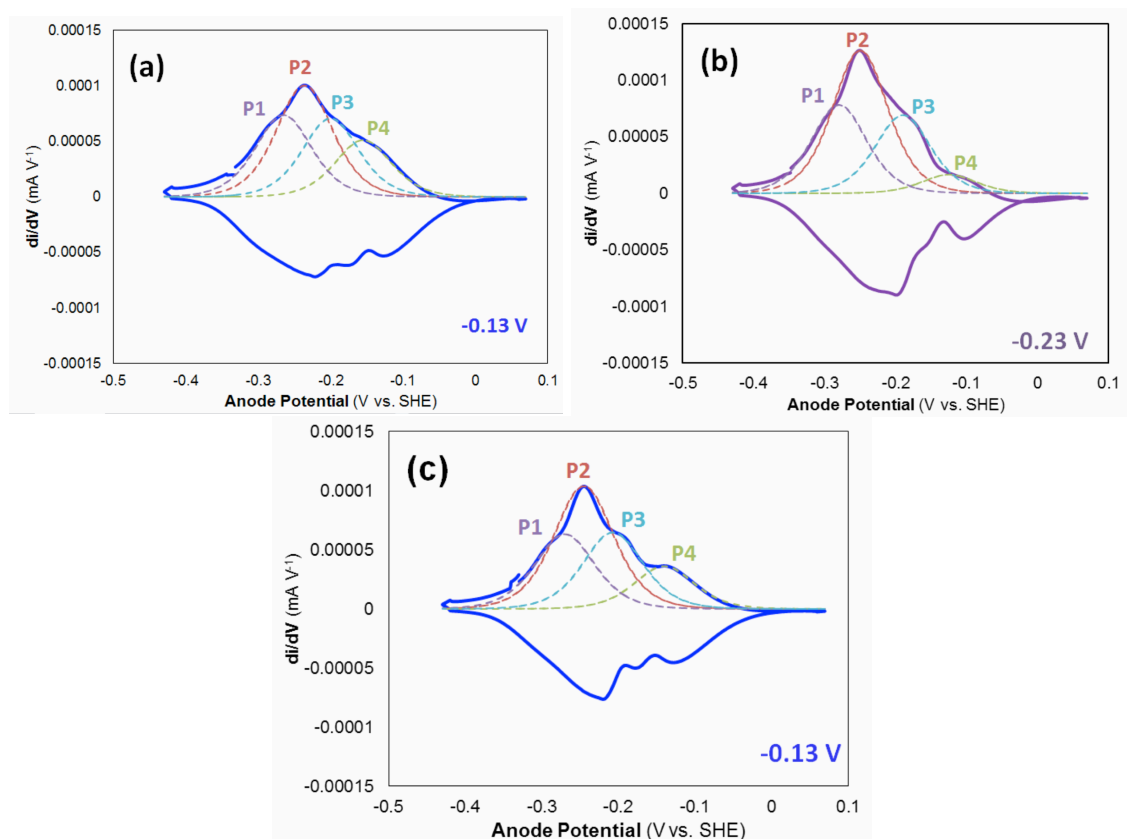 (a)
0.00015
0.0001
0.00005
0
-0.00005
-0.0001
-0.00015
di/dV (mA V-1)
P1
P2
P3
P4
-0.13 V
-0.5 -0.4 -0.3 -0.2 -0.1 0 0.1
Anode Potential (V vs. SHE)
(b)
0.00015
0.0001
0.00005
0
-0.00005
-0.0001
-0.00015
di/dV (mA V-1)
P1
P2
P3
P4
-0.23 V
-0.5 -0.4 -0.3 -0.2 -0.1 0 0.1
Anode Potential (V vs. SHE)
(c)
0.00015
0.0001
0.00005
0
-0.00005
-0.0001
-0.00015
di/dV (mA V-1)
P1
P2
P3
P4
-0.13 V
-0.5 -0.4 -0.3 -0.2 -0.1 0 0.1
Anode Potential (V vs. SHE)